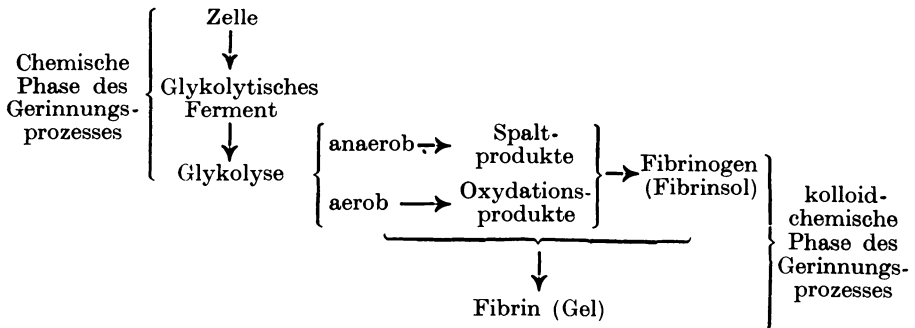 Zelle
Chemische
Phase des
Gerinnungs-
prozesses
Glykolytisches
Ferment
Glykolyse
anaerob
Spalt-
produkte
aerob
Oxydations-
produkte
Fibrinogen
(Fibrinsol)
kolloid-
chemische
Phase des
Gerinnungs-
prozesses
Fibrin (Gel)